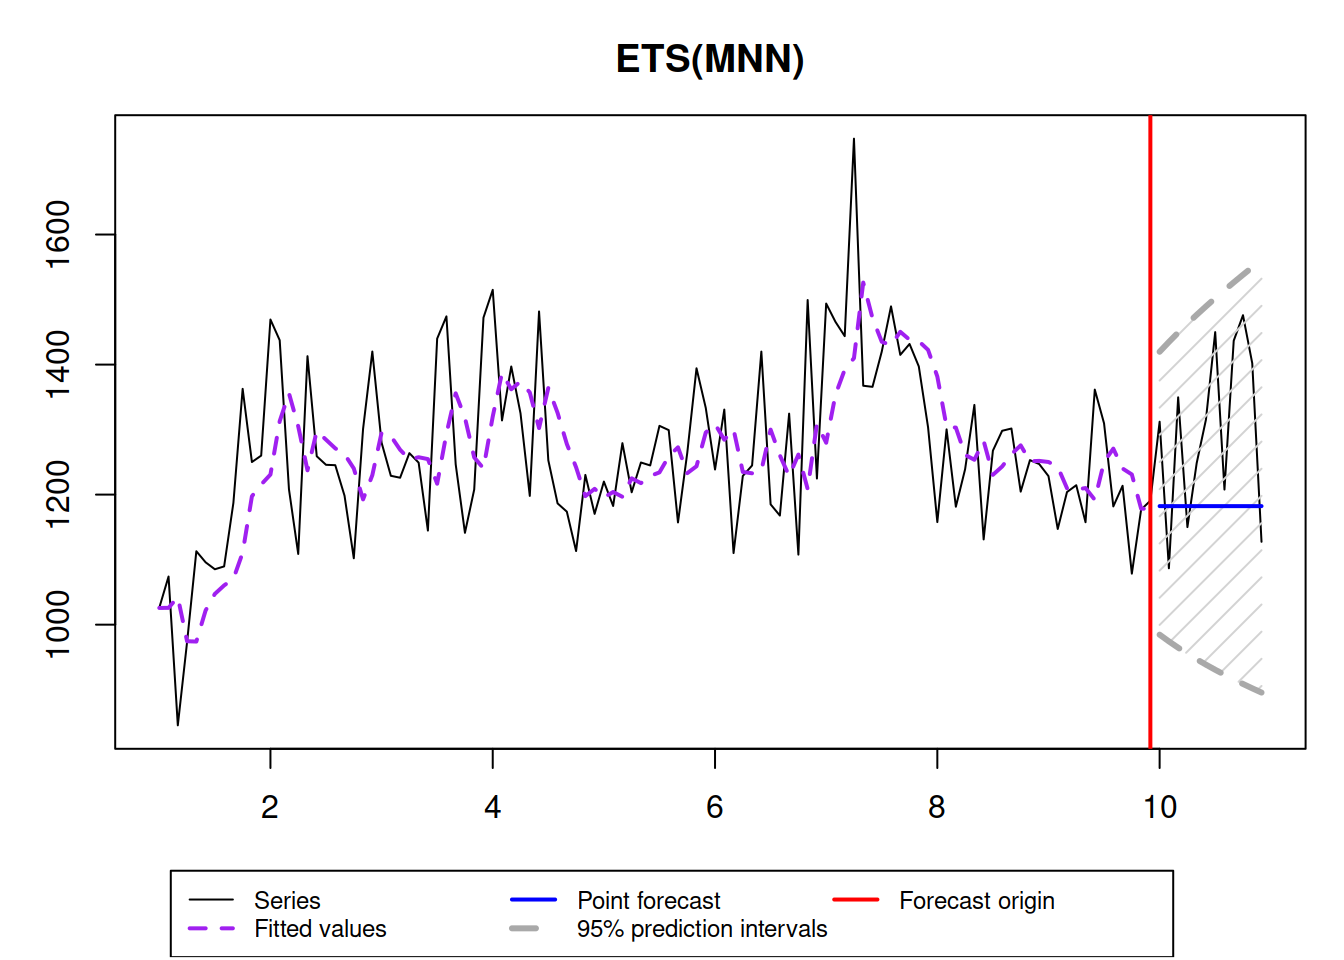 ETS(MNN)
1600
1400
1200
1000
2 4 6 8 10
Series Point forecast Forecast origin
Fitted values 95% prediction intervals